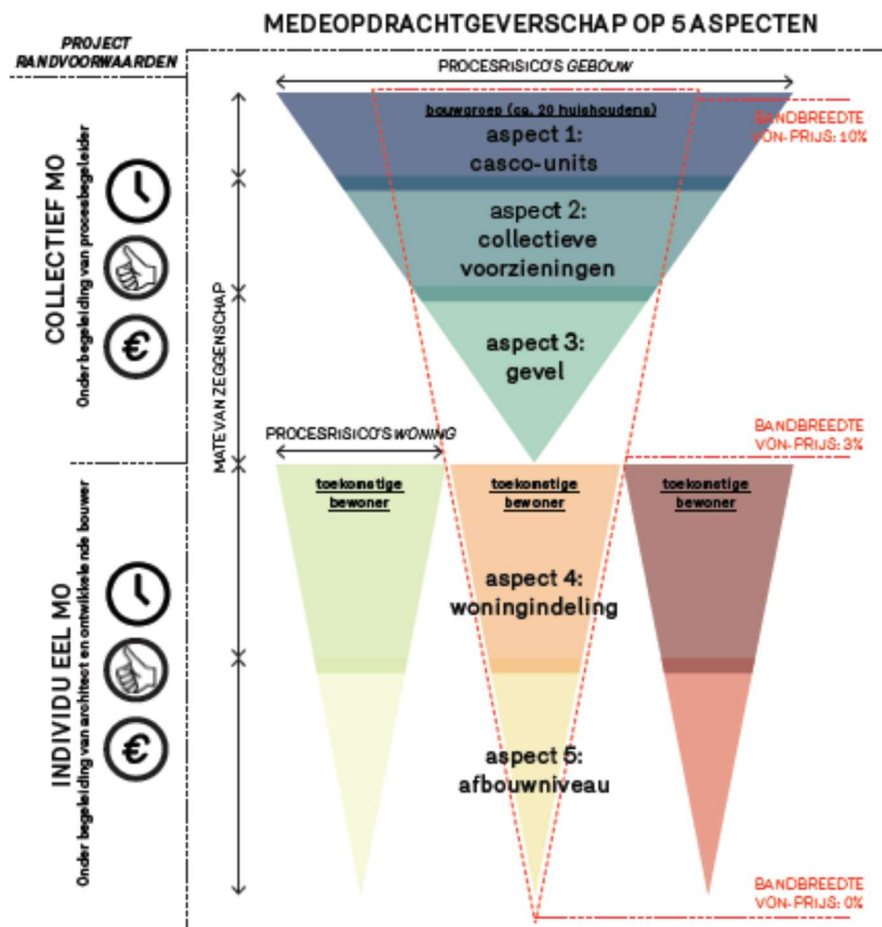 MEDEOPDRACHTGEVERSCHAP OP 5 ASPECTEN
PROJECT
RANDVOORWAARDEN
PROCESRISICO'S GEBOUW
bouwgroep (ca. 20 huishoudens)
aspect 1:
casco-units
BANDBREEDTE
VON-PRIJS: 10%
aspect 2:
collectieve
voorzieningen
aspect 3:
gevel
COLLECTIEF MO
Onder begeleiding van procesbegeleider
€
MATE VAN ZEGGENSCHAP
BANDBREEDTE
VON-PRIJS: 3%
PROCESRISICO'S WONING
toekomstige
bewoner
toekomstige
bewoner
toekomstige
bewoner
aspect 4:
woningindeling
aspect 5:
afbouwniveau
INDIVIDUEEL MO
Onder begeleiding van architect en ontwikkelende bouwer
€
BANDBREEDTE
VON-PRIJS: 0%